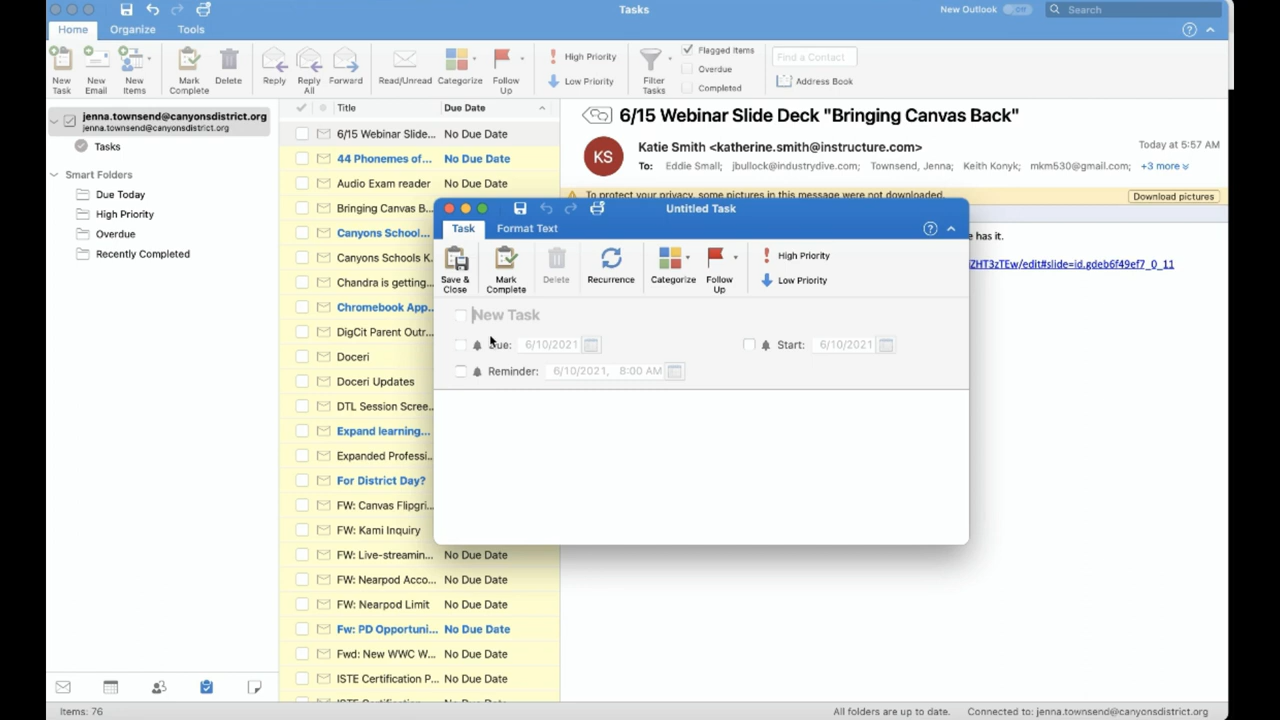 Tasks
New Outlook
Off
Search
Home
Organize
Tools
New Task
New Email
New Items
Mark Complete
Delete
Reply
Reply All
Forward
Read/Unread
Categorize
Follow Up
High Priority
Low Priority
Filter Tasks
Flagged Items
Overdue
Completed
Find a Contact
Address Book
jenna.townsend@canyonsdistrict.org
jenna.townsend@canyonsdistrict.org
Tasks
Smart Folders
Due Today
High Priority
Overdue
Recently Completed
Title Due Date
6/15 Webinar Slide... No Due Date
44 Phonemes of... No Due Date
Audio Exam reader No Due Date
Bringing Canvas B...
Canyons School...
Canyons Schools K...
Chandra is getting...
Chromebook App...
DigCit Parent Outr...
Doceri
Doceri Updates
DTL Session Scree...
Expand learning...
Expanded Professi...
For District Day?
FW: Canvas Flipgri...
FW: Kami Inquiry
FW: Live-streamin... No Due Date
FW: Nearpod Acco... No Due Date
FW: Nearpod Limit No Due Date
Fw: PD Opportuni... No Due Date
Fwd: New WWC W... No Due Date
ISTE Certification P... No Due Date
6/15 Webinar Slide Deck "Bringing Canvas Back"
KS
Katie Smith <katherine.smith@instructure.com>
Today at 5:57 AM
To: Eddie Small; jbullock@industrydive.com; Townsend, Jenna; Keith Konyk; mkm530@gmail.com; +3 more
To protect your privacy, some pictures in this message were not downloaded.
Download pictures
e has it.
ZHT3zTEw/edit#slide=id.gdeb6f49ef7_0_11
Untitled Task
Task
Format Text
Save & Close
Mark Complete
Delete
Recurrence
Categorize
Follow Up
High Priority
Low Priority
New Task
Due: 6/10/2021
Start: 6/10/2021
Reminder: 6/10/2021, 8:00 AM
Items: 76
All folders are up to date.
Connected to: jenna.townsend@canyonsdistrict.org